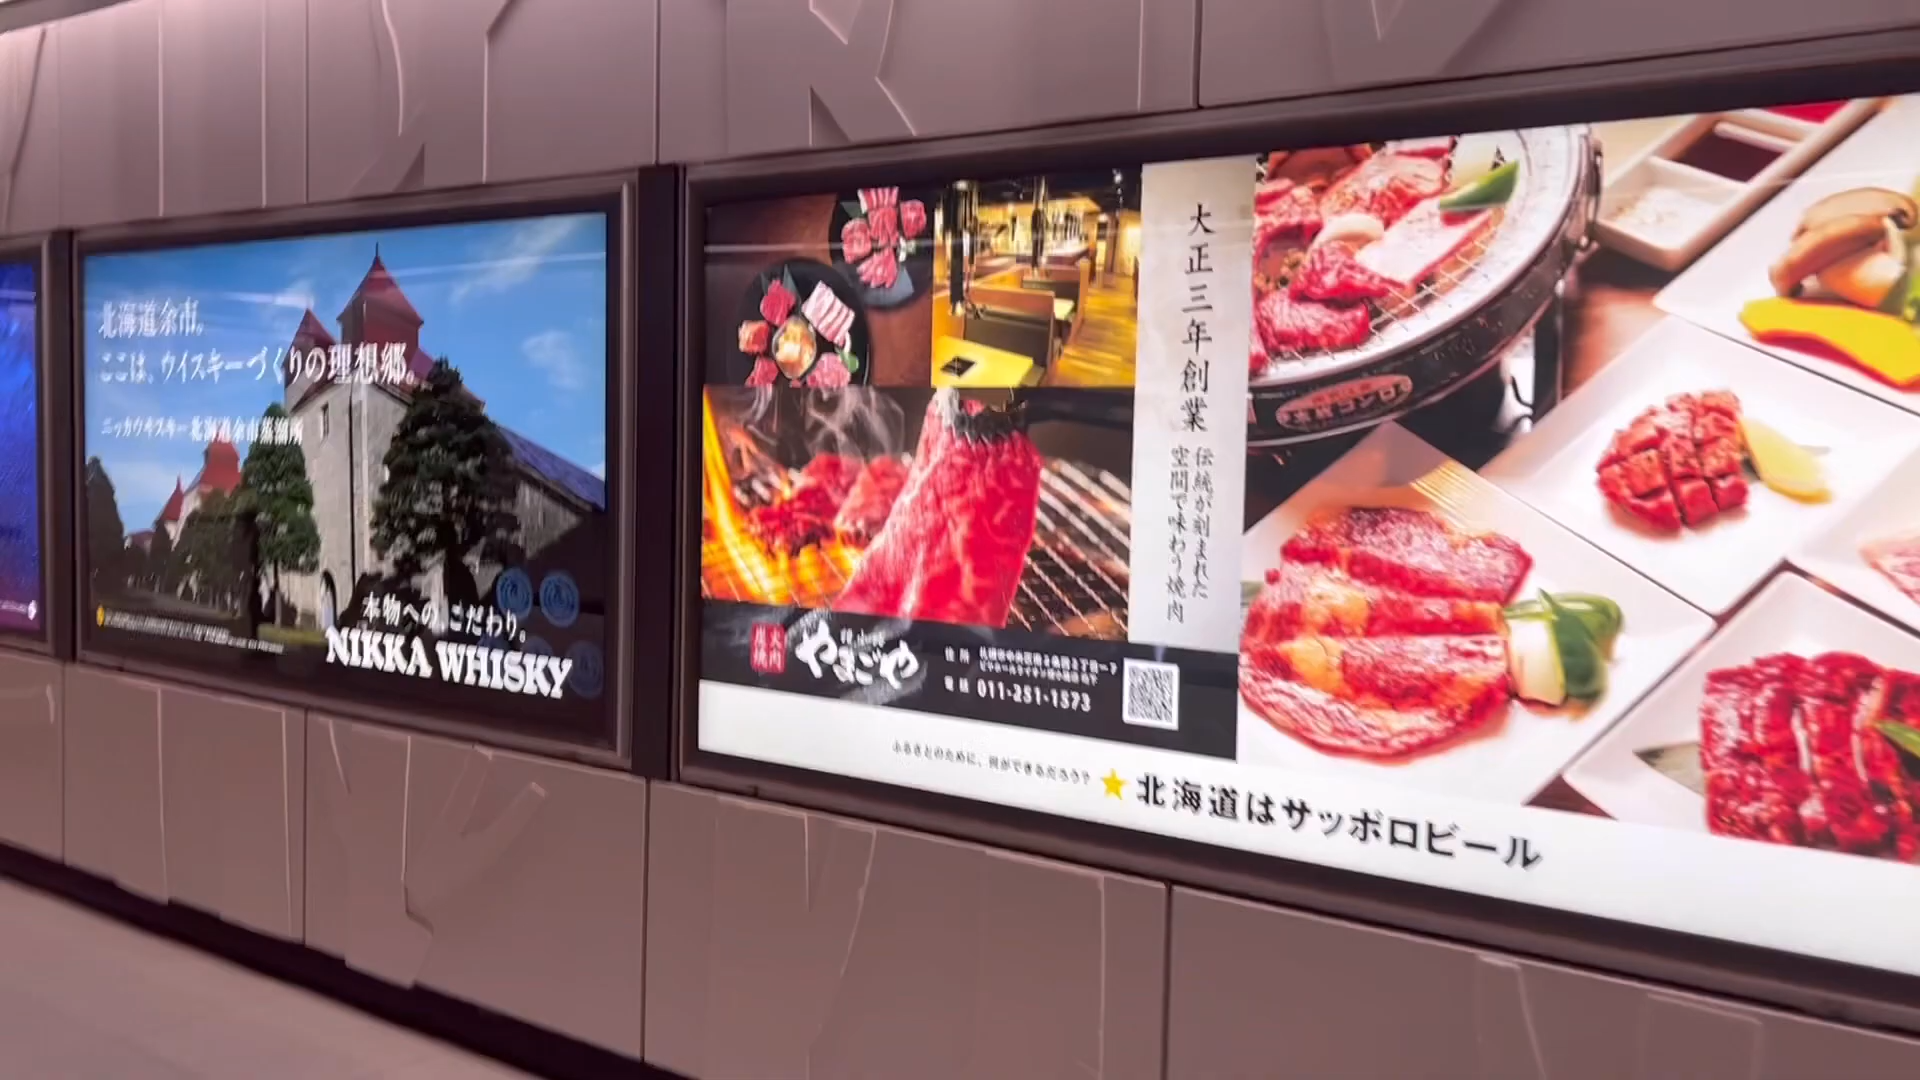 北海道余市。
ここは、ウイスキーづくりの理想郷。
ニッカウヰスキー北海道余市蒸溜所
本物への、こだわり。
NIKKA WHISKY
大正三年創業
伝統が刻まれた
空間で味わう焼肉
炭焼
火肉
やまごや
住所
電話 011-251-1573
ふるさとのために、何ができるだろう?
★北海道はサッポロビール